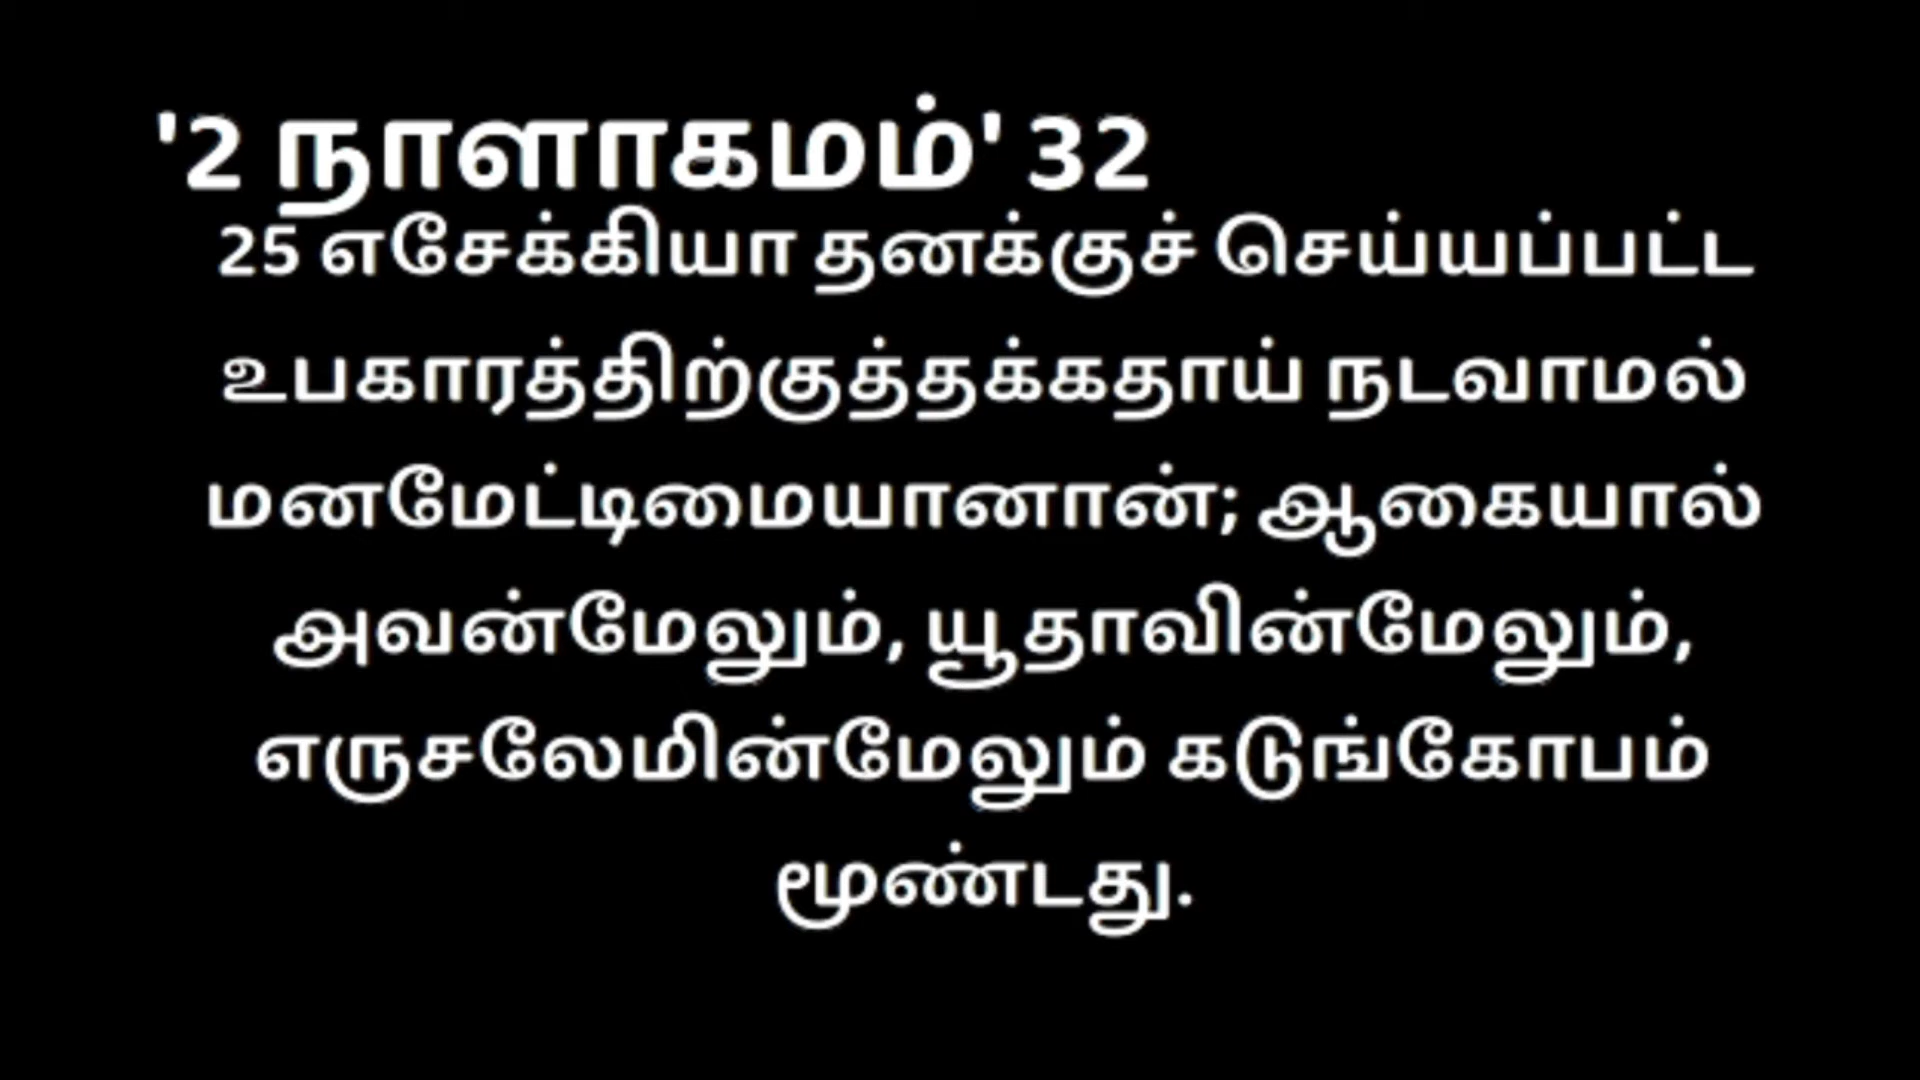 '2 நாளாகமம்' 32
25 எசேக்கியா தனக்குச் செய்யப்பட்ட
உபகாரத்திற்குத்தக்கதாய் நடவாமல்
மனமேட்டிமையானான்; ஆகையால்
அவன்மேலும், யூதாவின்மேலும்,
எருசலேமின்மேலும் கடுங்கோபம்
மூண்டது.